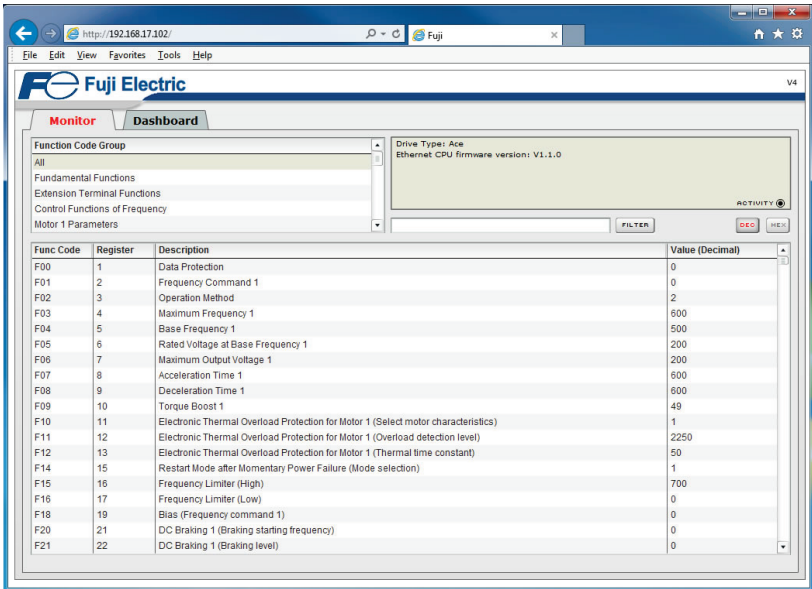 http://192.168.17.102/
Fuji
File Edit View Favorites Tools Help
Fuji Electric
V4
Monitor Dashboard
Function Code Group
All
Fundamental Functions
Extension Terminal Functions
Control Functions of Frequency
Motor 1 Parameters
Drive Type: Ace
Ethernet CPU firmware version: V1.1.0
ACTIVITY
FILTER DEC HEX
Func Code Register Description Value (Decimal)
F00 1 Data Protection 0
F01 2 Frequency Command 1 0
F02 3 Operation Method 2
F03 4 Maximum Frequency 1 600
F04 5 Base Frequency 1 500
F05 6 Rated Voltage at Base Frequency 1 200
F06 7 Maximum Output Voltage 1 200
F07 8 Acceleration Time 1 600
F08 9 Deceleration Time 1 600
F09 10 Torque Boost 1 49
F10 11 Electronic Thermal Overload Protection for Motor 1 (Select motor characteristics) 1
F11 12 Electronic Thermal Overload Protection for Motor 1 (Overload detection level) 2250
F12 13 Electronic Thermal Overload Protection for Motor 1 (Thermal time constant) 50
F14 15 Restart Mode after Momentary Power Failure (Mode selection) 1
F15 16 Frequency Limiter (High) 700
F16 17 Frequency Limiter (Low) 0
F18 19 Bias (Frequency command 1) 0
F20 21 DC Braking 1 (Braking starting frequency) 0
F21 22 DC Braking 1 (Braking level) 0